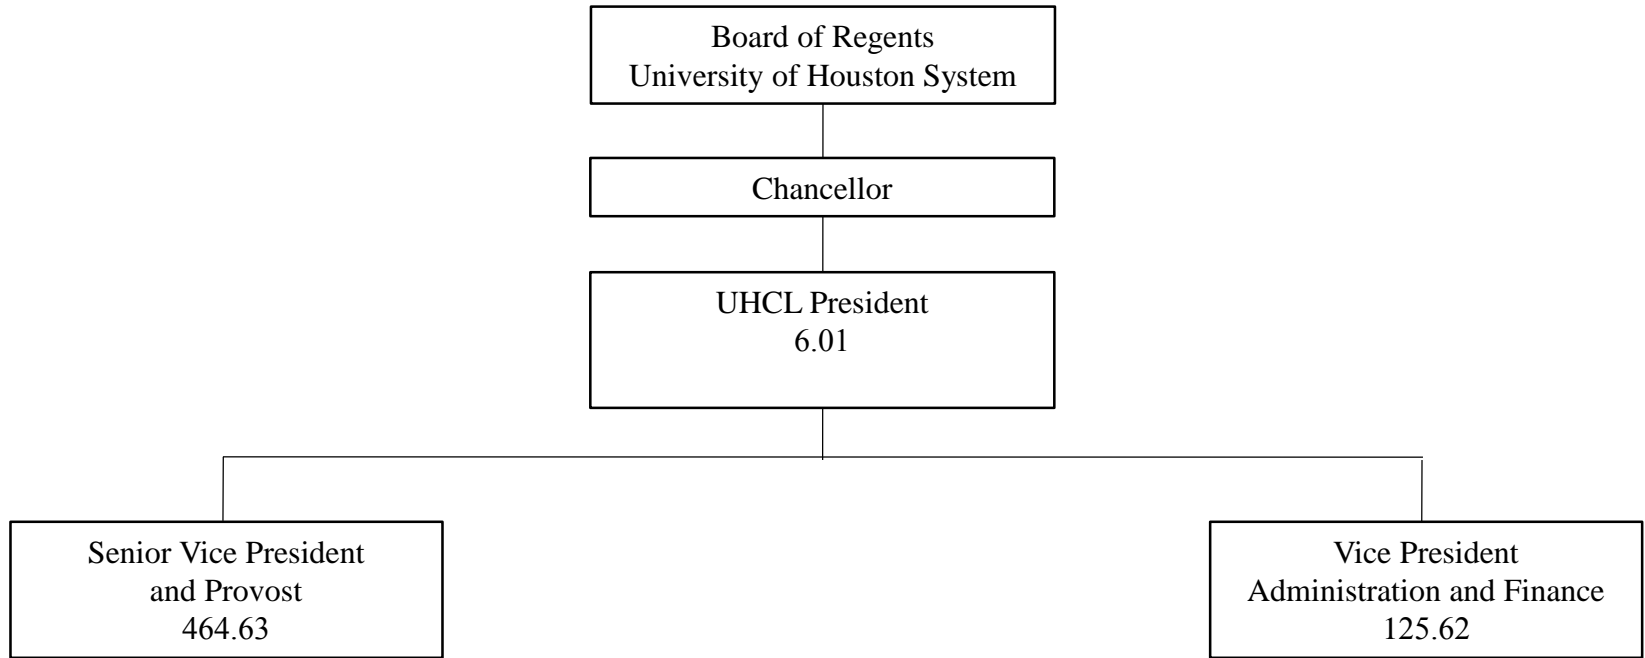 Board of Regents
University of Houston System
Chancellor
UHCL President
6.01
Senior Vice President
and Provost
464.63
Vice President
Administration and Finance
125.62